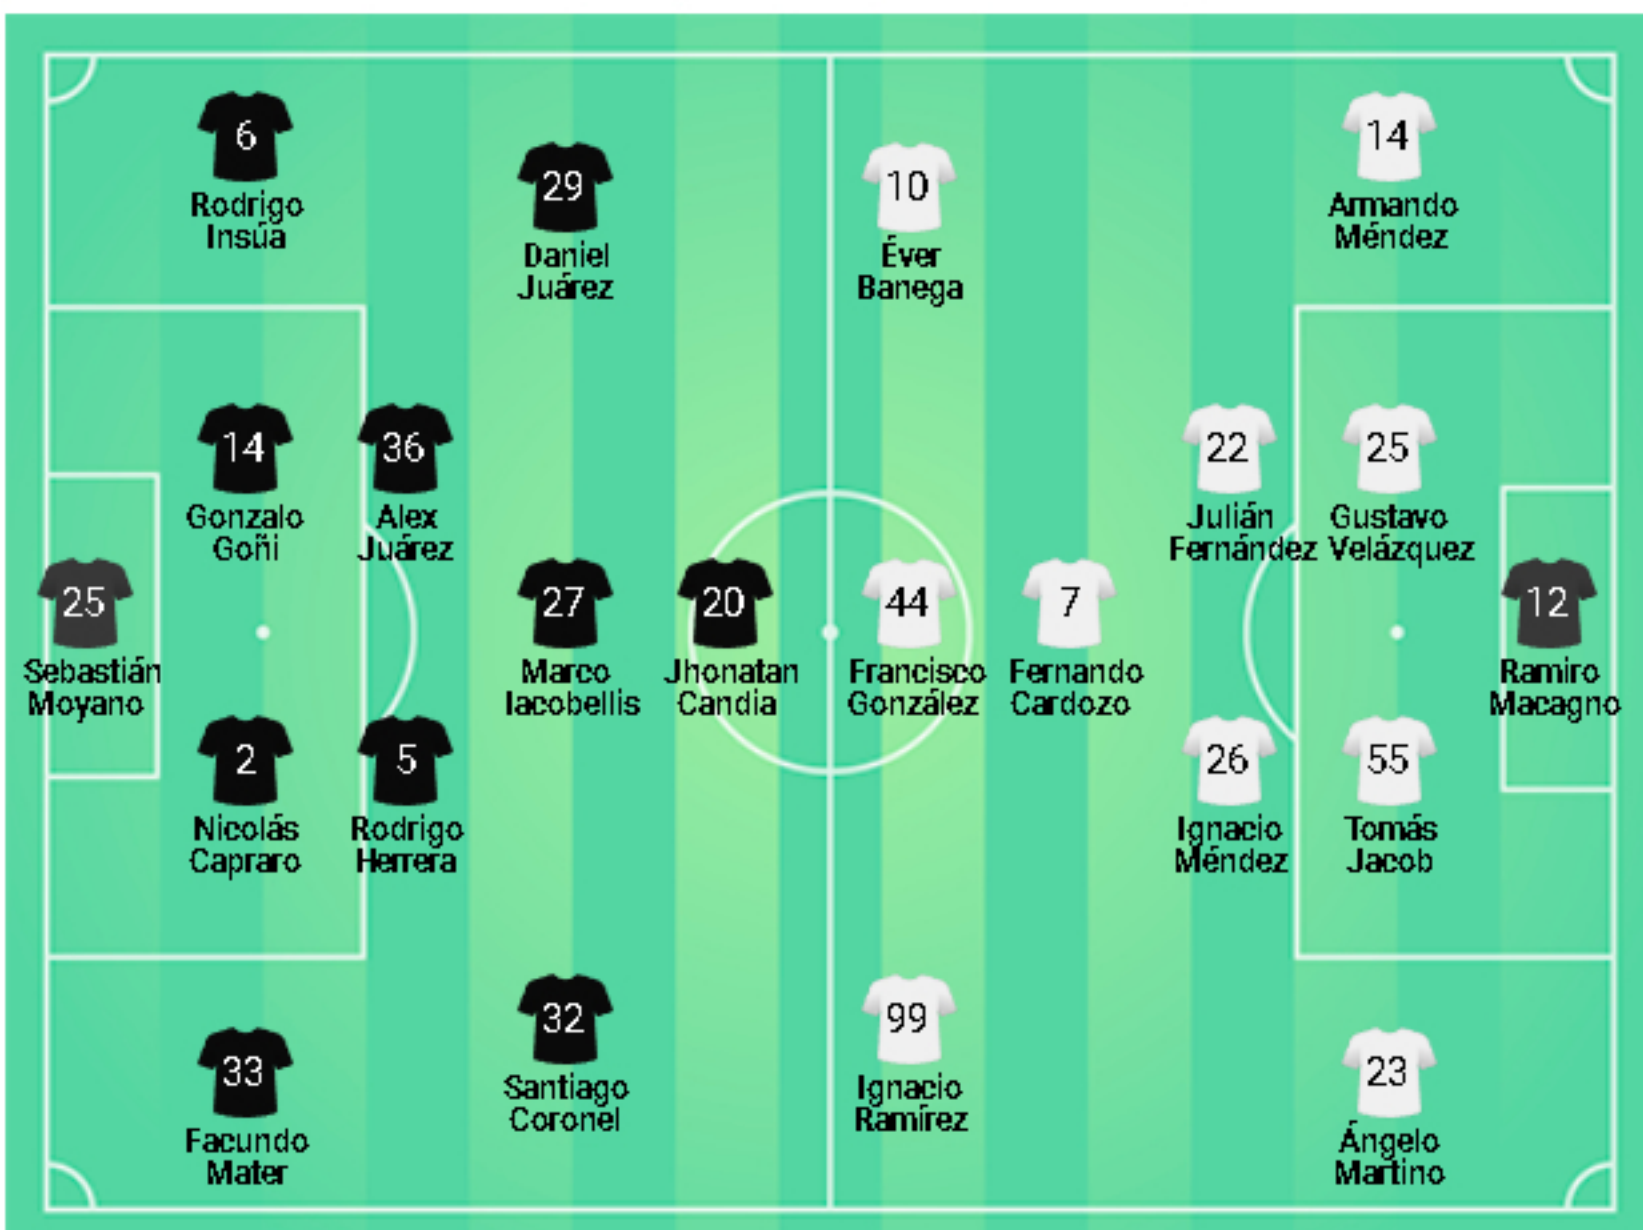 6
Rodrigo
Insúa
29
Daniel
Juárez
10
Éver
Banega
14
Armando
Méndez
14
Gonzalo
Goñi
36
Alex
Juárez
22
Julián
Fernández
25
Gustavo
Velázquez
25
Sebastián
Moyano
27
Marco
Iacobellis
20
Jhonatan
Candia
44
Francisco
González
7
Fernando
Cardozo
12
Ramiro
Macagno
2
Nicolás
Capraro
5
Rodrigo
Herrera
26
Ignacio
Méndez
55
Tomás
Jacob
33
Facundo
Mater
32
Santiago
Coronel
99
Ignacio
Ramírez
23
Ángelo
Martino